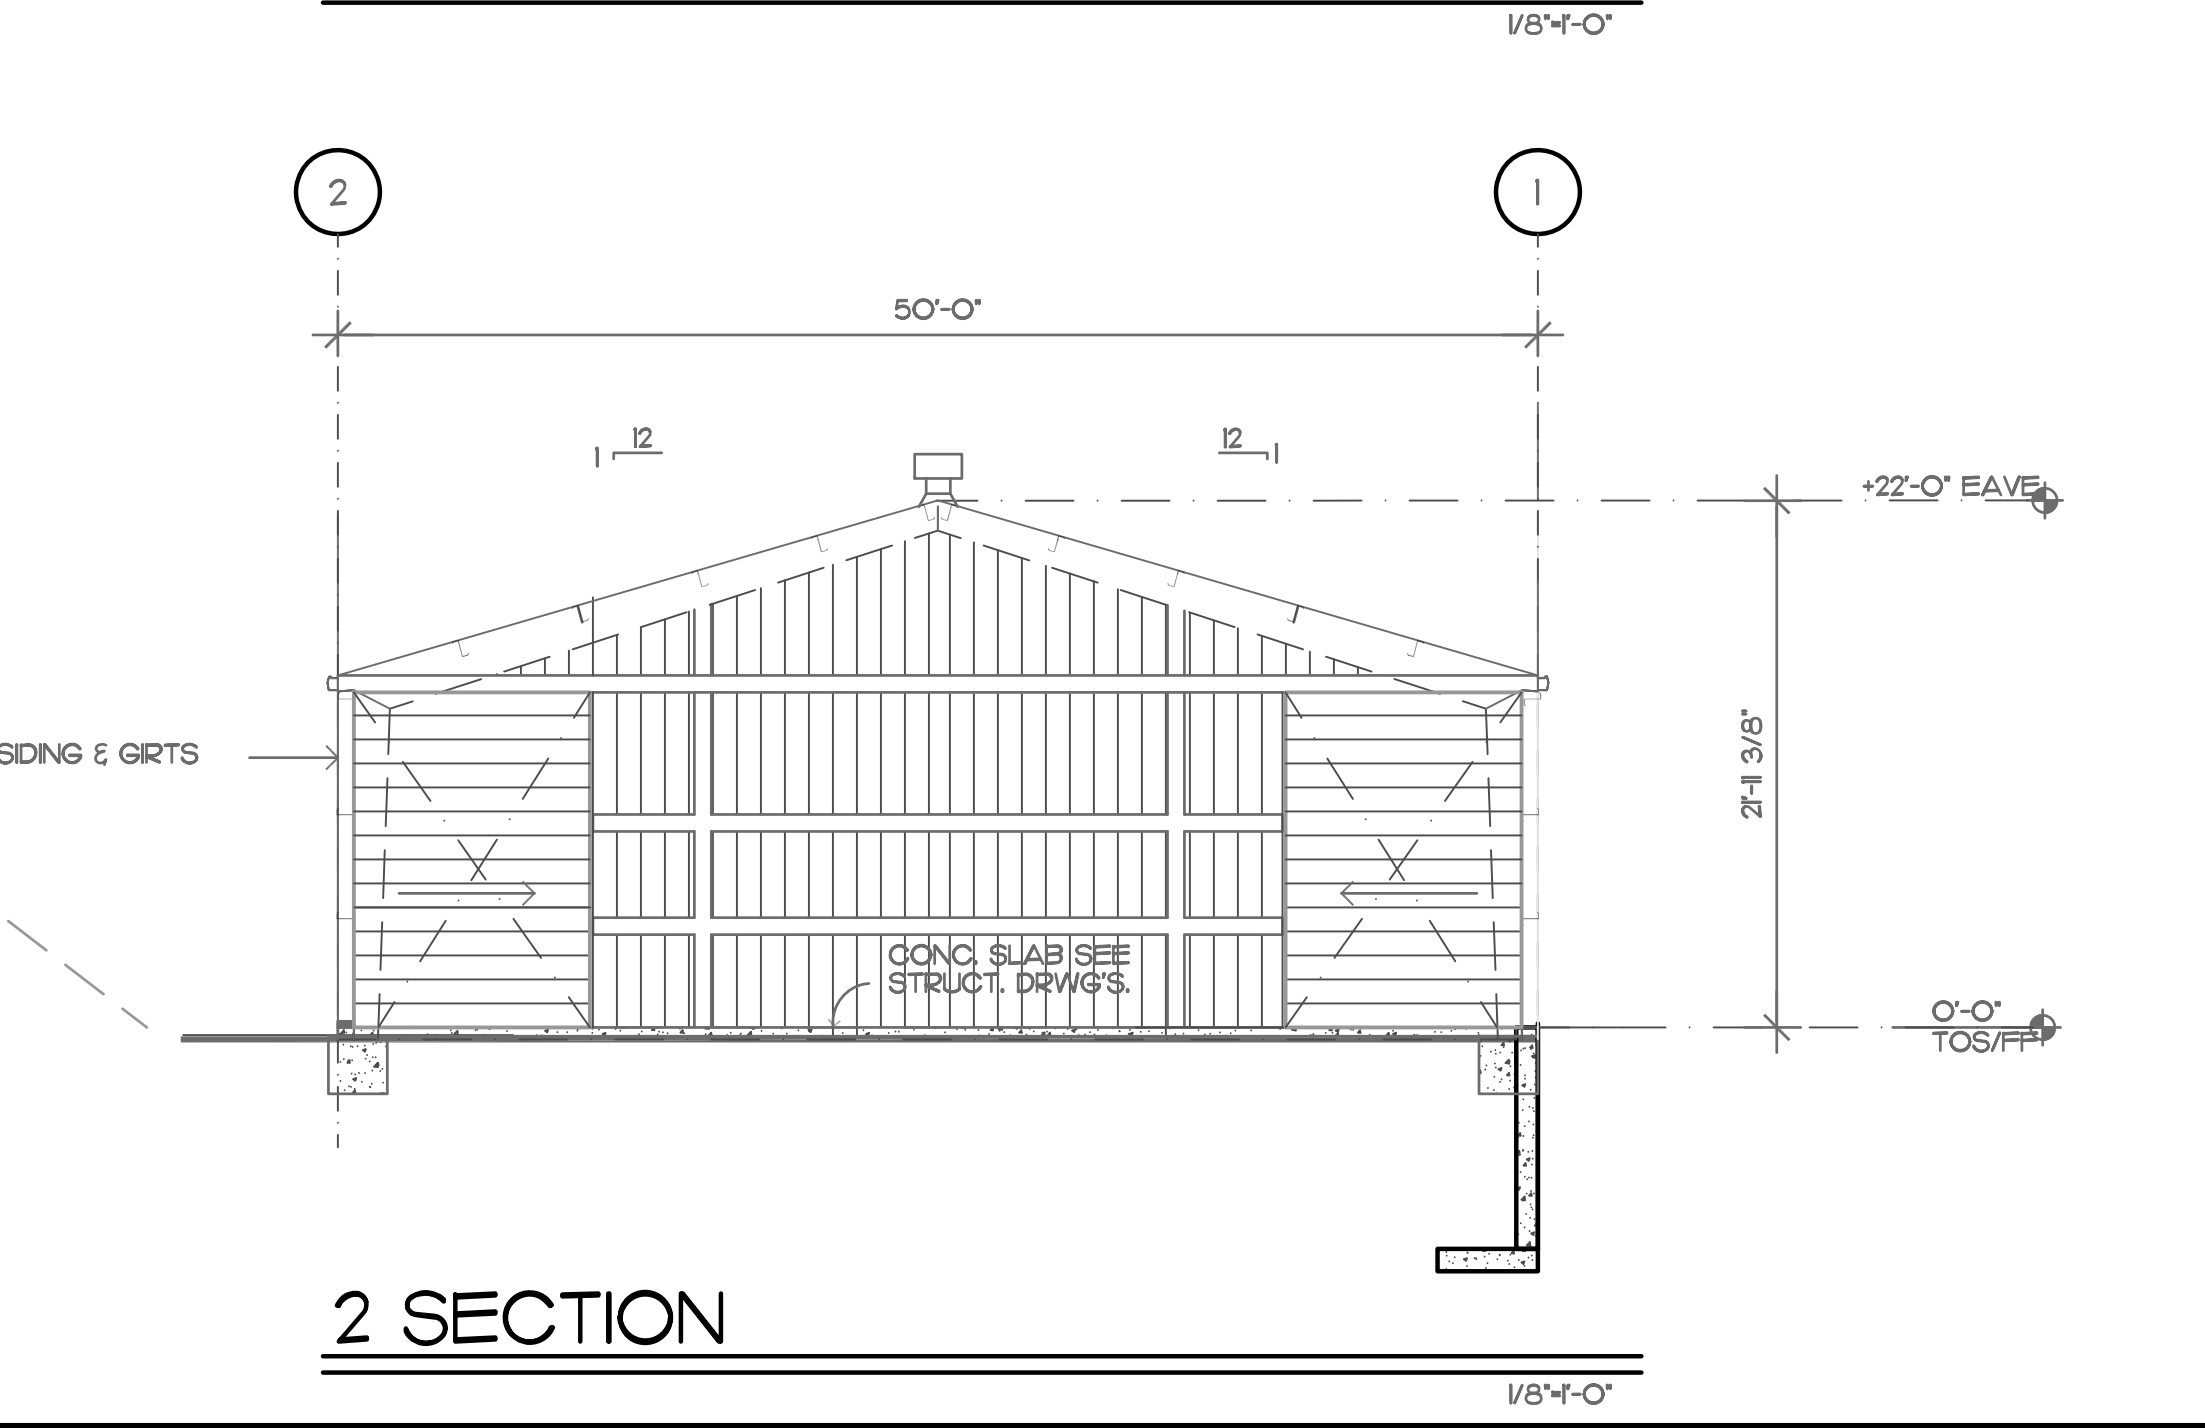 1/8"=1'-0"
2
1
50'-0"
12
1
12
1
+22'-0" EAVE
SIDING & GIRTS
21'-11 3/8"
CONC. SLAB SEE
STRUCT. DRWG'S.
0'-0"
TOS/FF
2 SECTION
1/8"=1'-0"